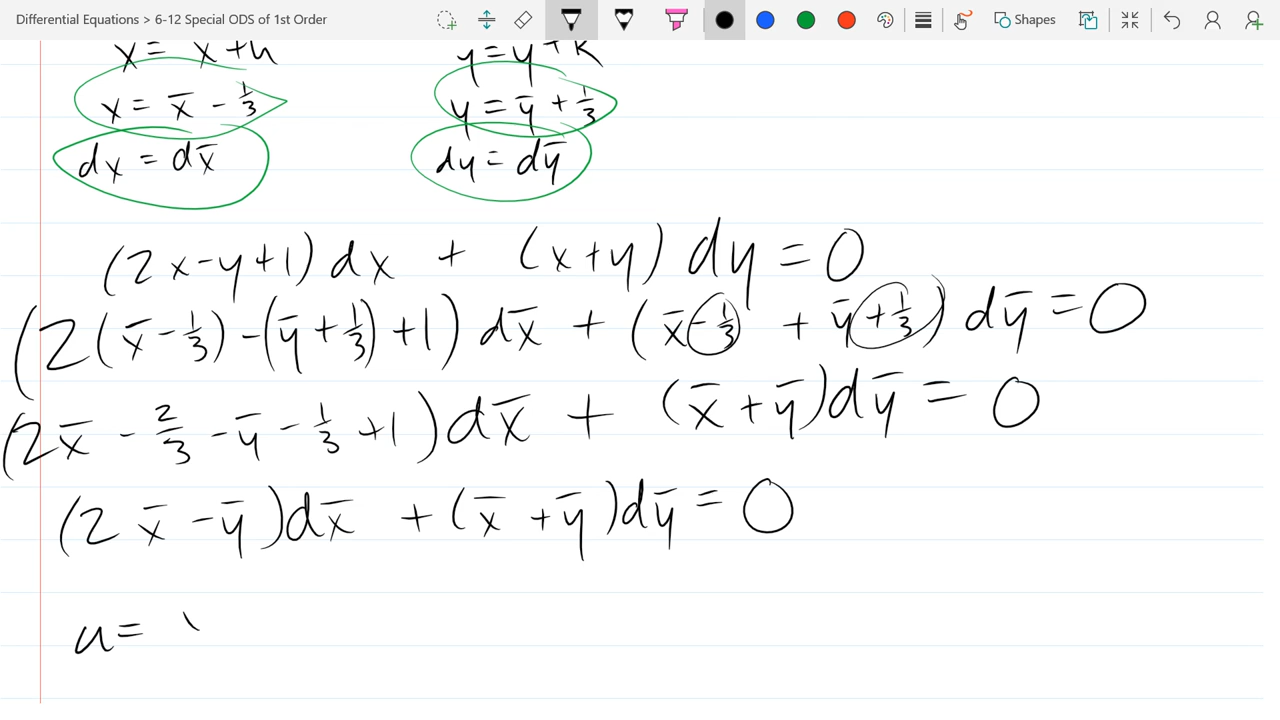 Differential Equations > 6-12 Special ODS of 1st Order Shapes
x = x̄ + h y = ȳ + k
x = x̄ - 1/3 y = ȳ + 1/3
dx = dx̄ dy = dȳ
(2x-y+1)dx + (x+y)dy = 0
(2(x̄ - 1/3) - (ȳ + 1/3) + 1)dx̄ + (x̄ - 1/3 + ȳ + 1/3)dȳ = 0
(2x̄ - 2/3 - ȳ - 1/3 + 1)dx̄ + (x̄ + ȳ)dȳ = 0
(2x̄ - ȳ)dx̄ + (x̄ + ȳ)dȳ = 0
u =